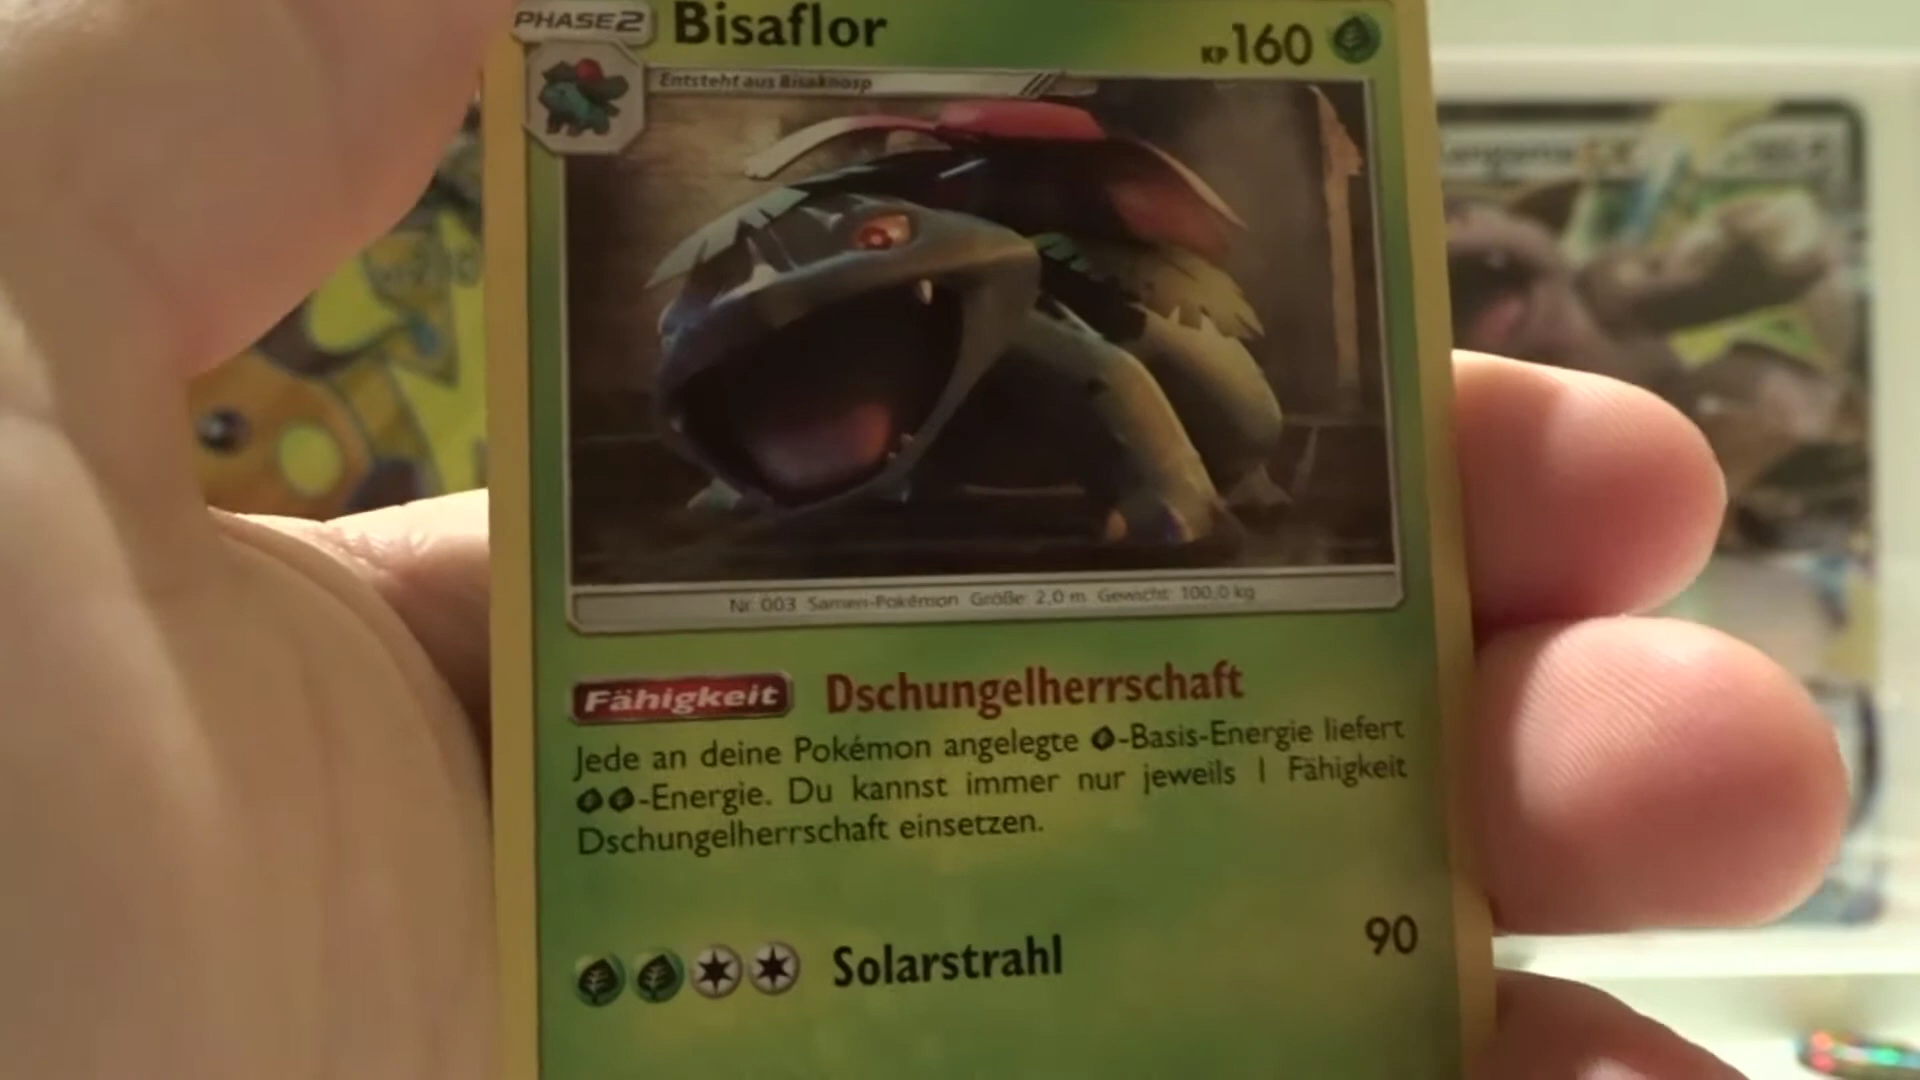 PHASE 2 Bisaflor KP 160
Entsteht aus Bisaknosp
Nr. 003 Samen-Pokémon Größe: 2,0 m Gewicht: 100,0 kg
Fähigkeit Dschungelherrschaft
Jede an deine Pokémon angelegte -Basis-Energie liefert
-Energie. Du kannst immer nur jeweils 1 Fähigkeit
Dschungelherrschaft einsetzen.
Solarstrahl 90